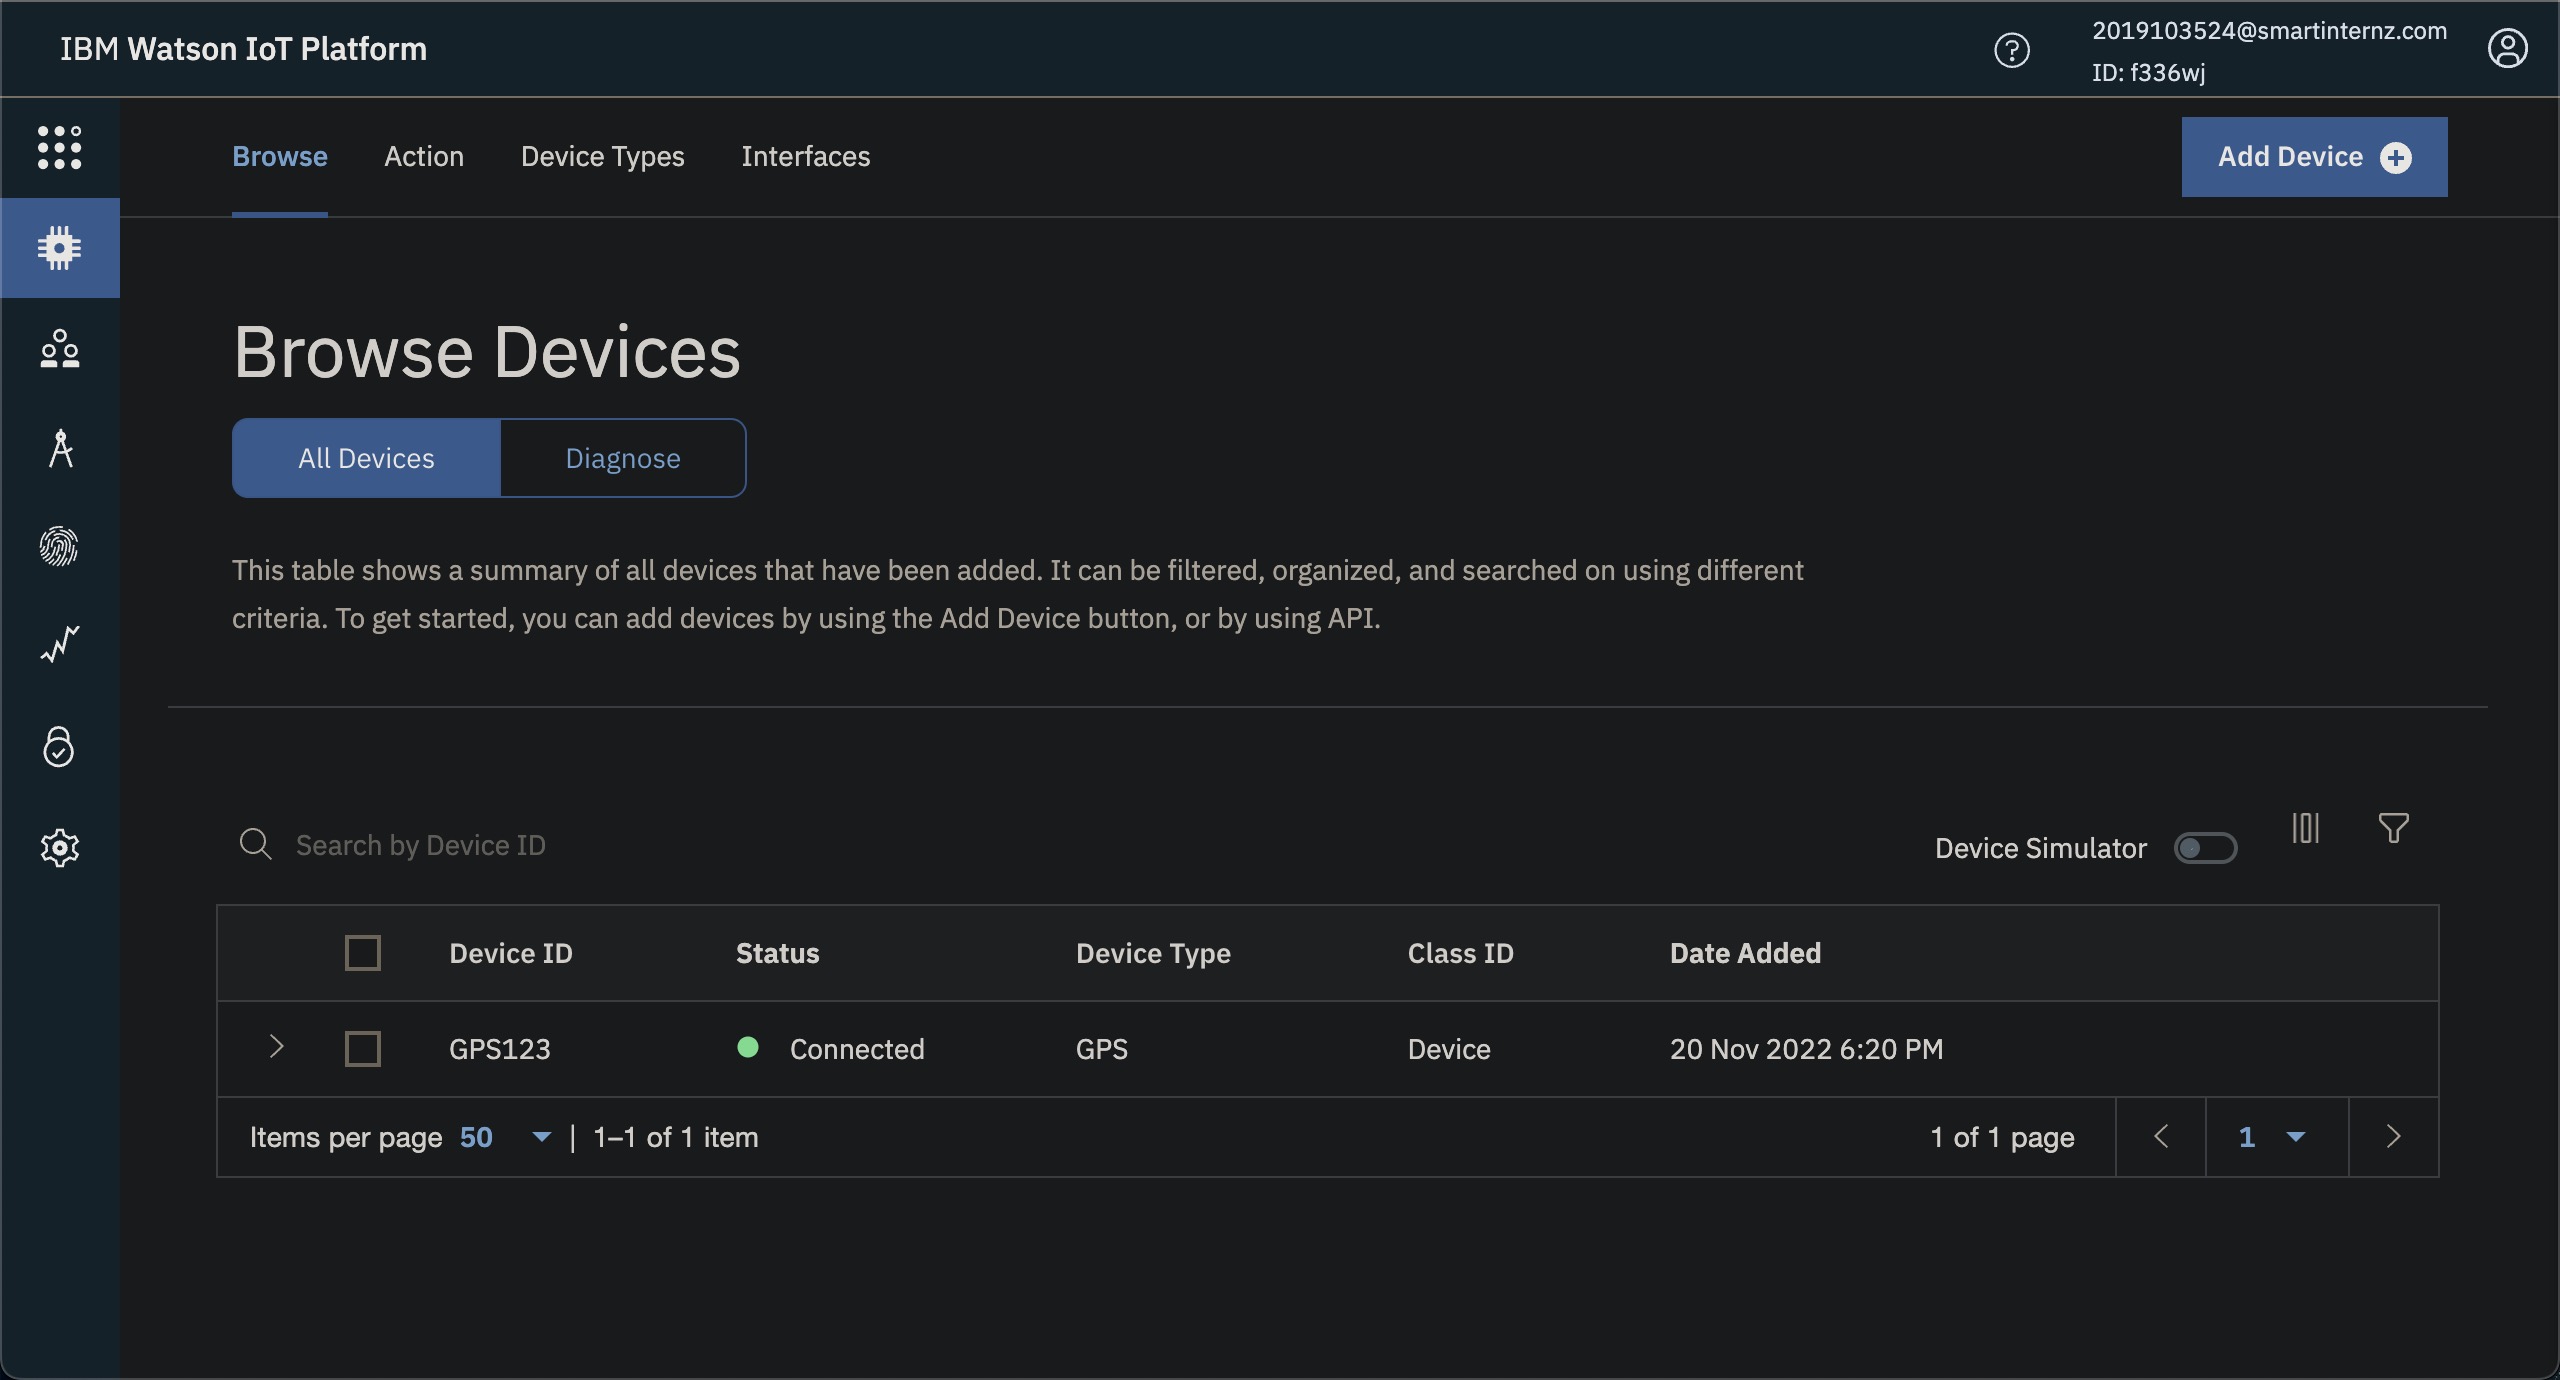 IBM Watson IoT Platform
2019103524@smartinternz.com
ID: f336wj
Browse Action Device Types Interfaces
Add Device
Browse Devices
All Devices Diagnose
This table shows a summary of all devices that have been added. It can be filtered, organized, and searched on using different
criteria. To get started, you can add devices by using the Add Device button, or by using API.
Search by Device ID
Device Simulator
Device ID Status Device Type Class ID Date Added
GPS123 Connected GPS Device 20 Nov 2022 6:20 PM
Items per page 50 | 1–1 of 1 item 1 of 1 page 1